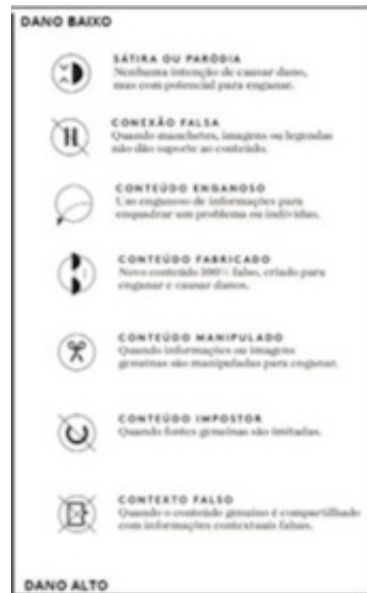 DANO BAIXO
SÁTIRA OU PARÓDIA
Nenhuma intenção de causar dano,
mas com potencial para enganar.
CONEXÃO FALSA
Quando manchetes, imagens ou legendas
não dão suporte ao conteúdo.
CONTEÚDO ENGANOSO
Uso enganoso de informações para
enquadrar um problema ou indivíduo.
CONTEÚDO FABRICADO
Novo conteúdo 100% falso, criado para
enganar e causar danos.
CONTEÚDO MANIPULADO
Quando informações ou imagens
genuínas são manipuladas para enganar.
CONTEÚDO IMPOSTOR
Quando fontes genuínas são imitadas.
CONTEXTO FALSO
Quando o conteúdo genuíno é compartilhado
com informações contextuais falsas.
DANO ALTO